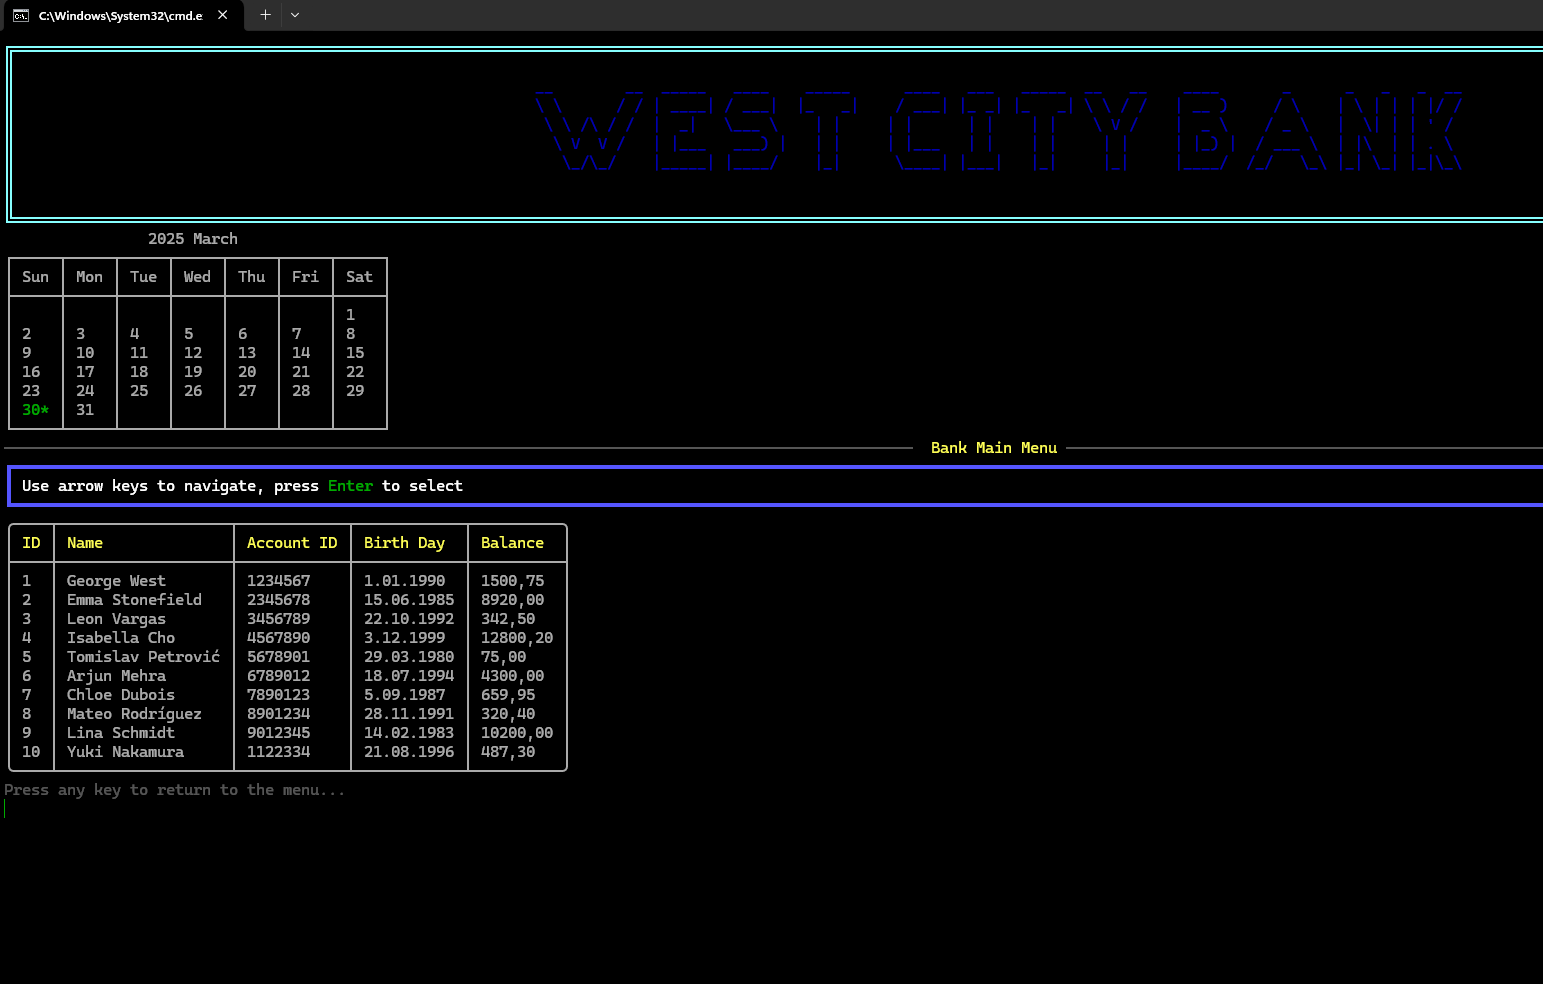 C:\Windows\System32\cmd.e
WEST CITY BANK
2025 March
Sun Mon Tue Wed Thu Fri Sat
1
2 3 4 5 6 7 8
9 10 11 12 13 14 15
16 17 18 19 20 21 22
23 24 25 26 27 28 29
30* 31
Bank Main Menu
Use arrow keys to navigate, press Enter to select
ID Name Account ID Birth Day Balance
1 George West 1234567 1.01.1990 1500,75
2 Emma Stonefield 2345678 15.06.1985 8920,00
3 Leon Vargas 3456789 22.10.1992 342,50
4 Isabella Cho 4567890 3.12.1999 12800,20
5 Tomislav Petrović 5678901 29.03.1980 75,00
6 Arjun Mehra 6789012 18.07.1994 4300,00
7 Chloe Dubois 7890123 5.09.1987 659,95
8 Mateo Rodríguez 8901234 28.11.1991 320,40
9 Lina Schmidt 9012345 14.02.1983 10200,00
10 Yuki Nakamura 1122334 21.08.1996 487,30
Press any key to return to the menu...